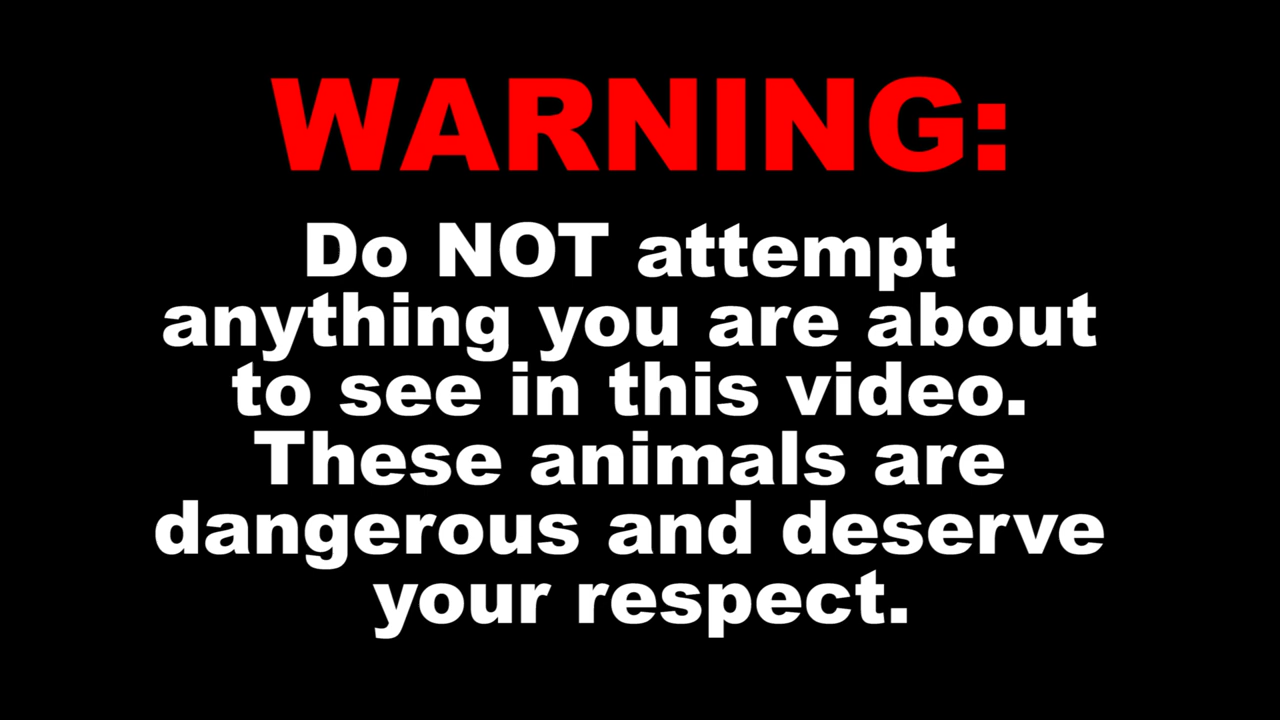 WARNING:
Do NOT attempt
anything you are about
to see in this video.
These animals are
dangerous and deserve
your respect.